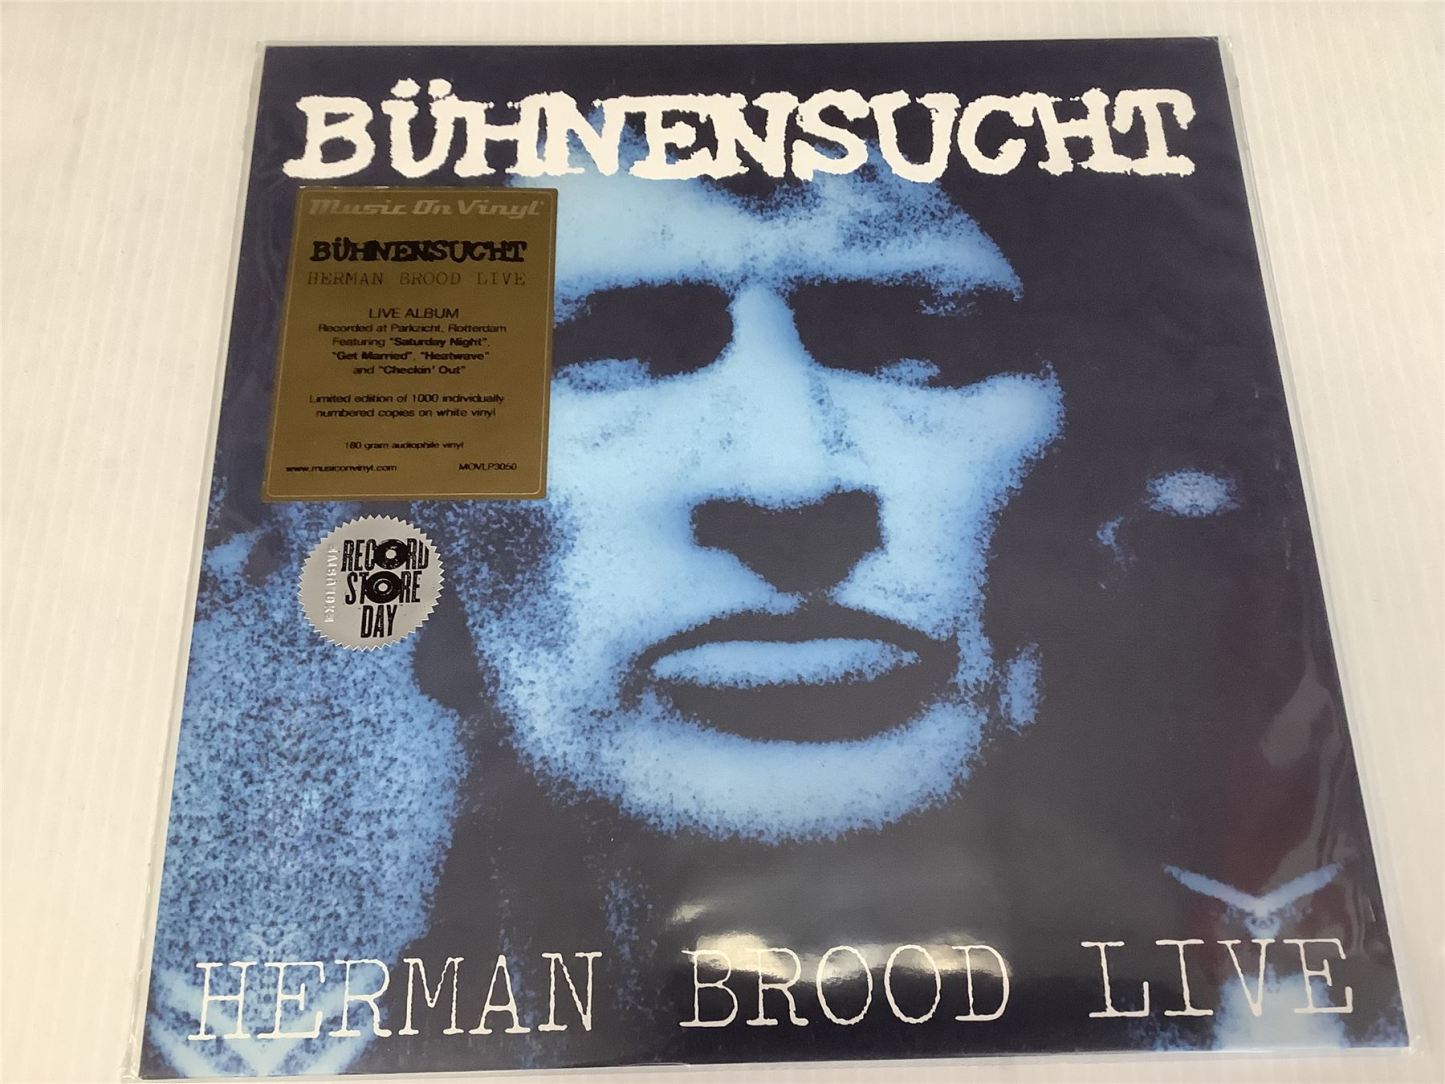 BÜHNENSUCHT
Music On Vinyl
BÜHNENSUCHT
HERMAN BROOD LIVE
LIVE ALBUM
Recorded at Parkzicht, Rotterdam
Featuring "Saturday Night",
"Get Married", "Heatwave"
and "Checkin' Out"
Limited edition of 1000 individually
numbered copies on white vinyl
180 gram audiophile vinyl
www.musiconvinyl.com MOVLP3050
RECORD
STORE
DAY
HERMAN BROOD LIVE